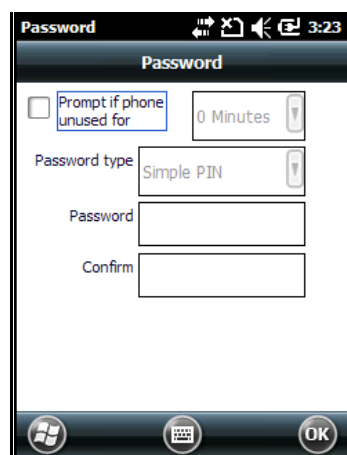 Password 3:23
Password
Prompt if phone
unused for
0 Minutes
Password type
Simple PIN
Password
Confirm
OK